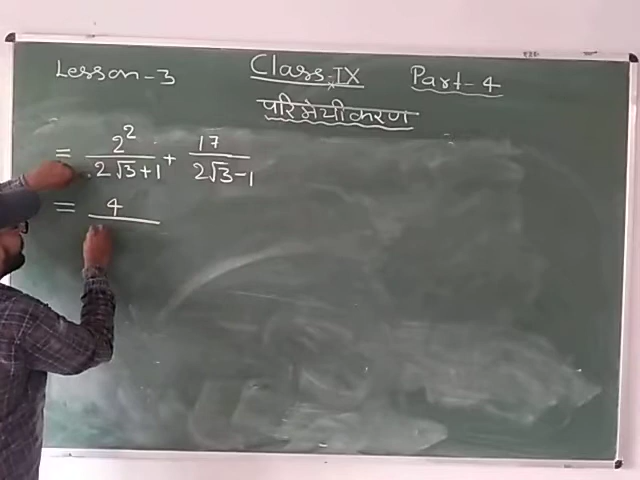 Lesson-3 Class-IX Part-4
परिमेयीकरण
= 2²/2√3+1 + 17/2√3-1
= 4